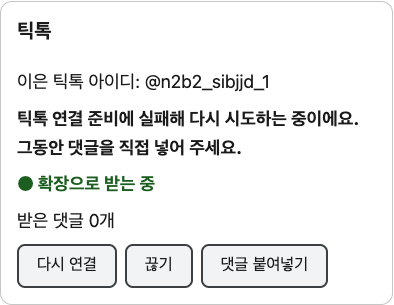 틱톡
이은 틱톡 아이디: @n2b2_sibjjd_1
틱톡 연결 준비에 실패해 다시 시도하는 중이에요.
그동안 댓글을 직접 넣어 주세요.
● 확장으로 받는 중
받은 댓글 0개
다시 연결 끊기 댓글 붙여넣기